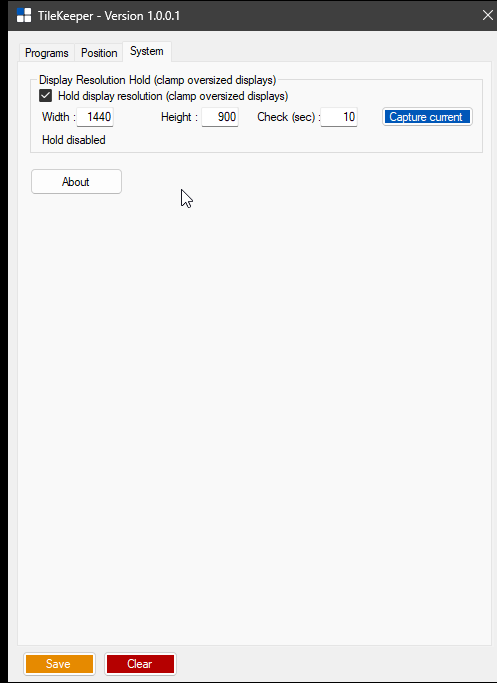 TileKeeper - Version 1.0.0.1
Programs Position System
Display Resolution Hold (clamp oversized displays)
Hold display resolution (clamp oversized displays)
Width : 1440 Height : 900 Check (sec) : 10 Capture current
Hold disabled
About
Save Clear